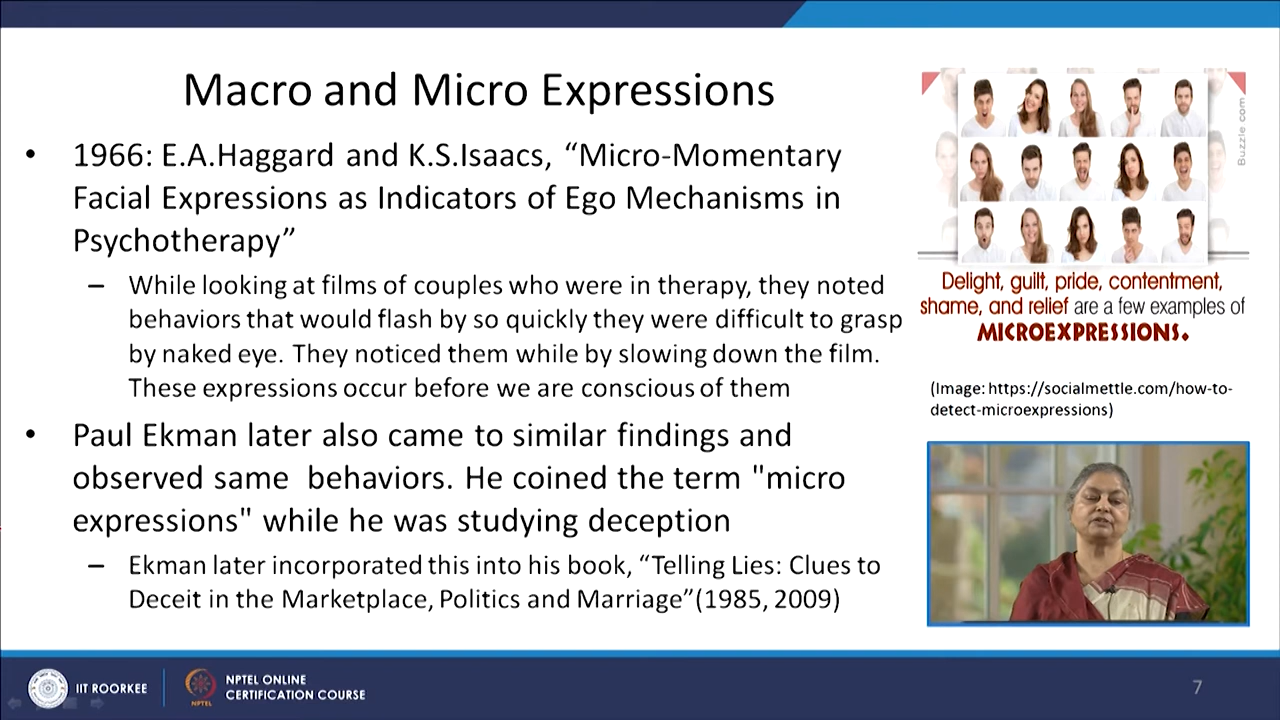 Macro and Micro Expressions
• 1966: E.A.Haggard and K.S.Isaacs, “Micro-Momentary
Facial Expressions as Indicators of Ego Mechanisms in
Psychotherapy”
– While looking at films of couples who were in therapy, they noted
behaviors that would flash by so quickly they were difficult to grasp
by naked eye. They noticed them while by slowing down the film.
These expressions occur before we are conscious of them
• Paul Ekman later also came to similar findings and
observed same  behaviors. He coined the term "micro
expressions" while he was studying deception
– Ekman later incorporated this into his book, “Telling Lies: Clues to
Deceit in the Marketplace, Politics and Marriage”(1985, 2009)
Buzzle com
Delight, guilt, pride, contentment,
shame, and relief are a few examples of
MICROEXPRESSIONS.
(Image: https://socialmettle.com/how-to-
detect-microexpressions)
IIT ROORKEE
NPTEL
NPTEL ONLINE
CERTIFICATION COURSE
7